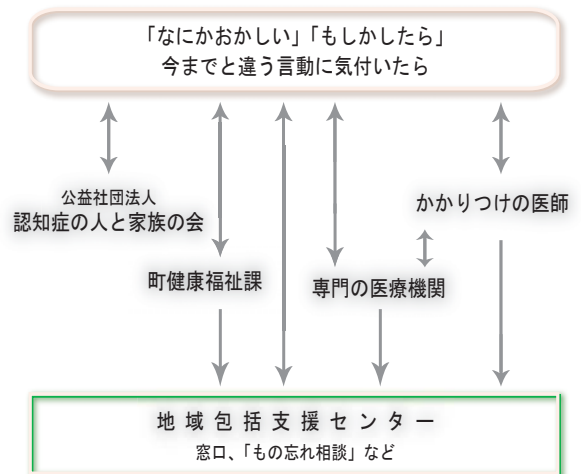 「なにかおかしい」「もしかしたら」
今までと違う言動に気付いたら
公益社団法人
認知症の人と家族の会
かかりつけの医師
町健康福祉課
専門の医療機関
地域包括支援センター
窓口、「もの忘れ相談」など